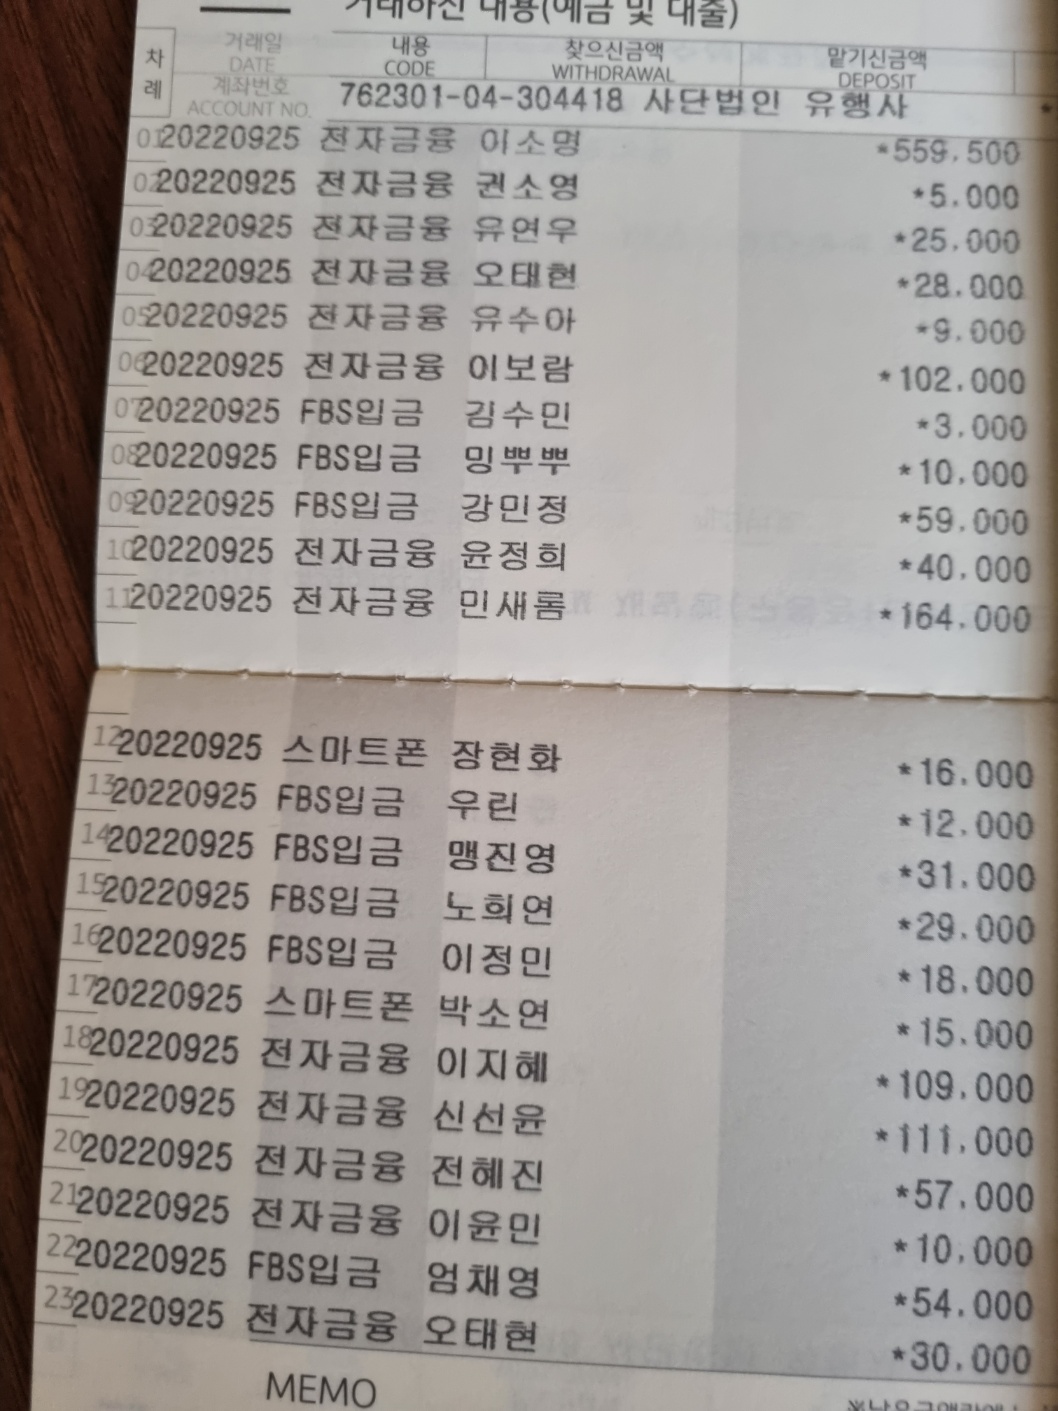 거래하신 내용(예금 및 대출)
차례 거래일 DATE 내용 CODE 찾으신금액 WITHDRAWAL 맡기신금액 DEPOSIT
계좌번호 ACCOUNT NO. 762301-04-304418 사단법인 유행사 *
01 20220925 전자금융 이소명 *559,500
02 20220925 전자금융 권소영 *5,000
03 20220925 전자금융 유연우 *25,000
04 20220925 전자금융 오태현 *28,000
05 20220925 전자금융 유수아 *9,000
06 20220925 전자금융 이보람 *102,000
07 20220925 FBS입금 김수민 *3,000
08 20220925 FBS입금 밍뿌뿌 *10,000
09 20220925 FBS입금 강민정 *59,000
10 20220925 전자금융 윤정희 *40,000
11 20220925 전자금융 민새롬 *164,000
12 20220925 스마트폰 장현화 *16,000
13 20220925 FBS입금 우린 *12,000
14 20220925 FBS입금 맹진영 *31,000
15 20220925 FBS입금 노희연 *29,000
16 20220925 FBS입금 이정민 *18,000
17 20220925 스마트폰 박소연 *15,000
18 20220925 전자금융 이지혜 *109,000
19 20220925 전자금융 신선윤 *111,000
20 20220925 전자금융 전혜진 *57,000
21 20220925 전자금융 이윤민 *10,000
22 20220925 FBS입금 엄채영 *54,000
23 20220925 전자금융 오태현 *30,000
MEMO